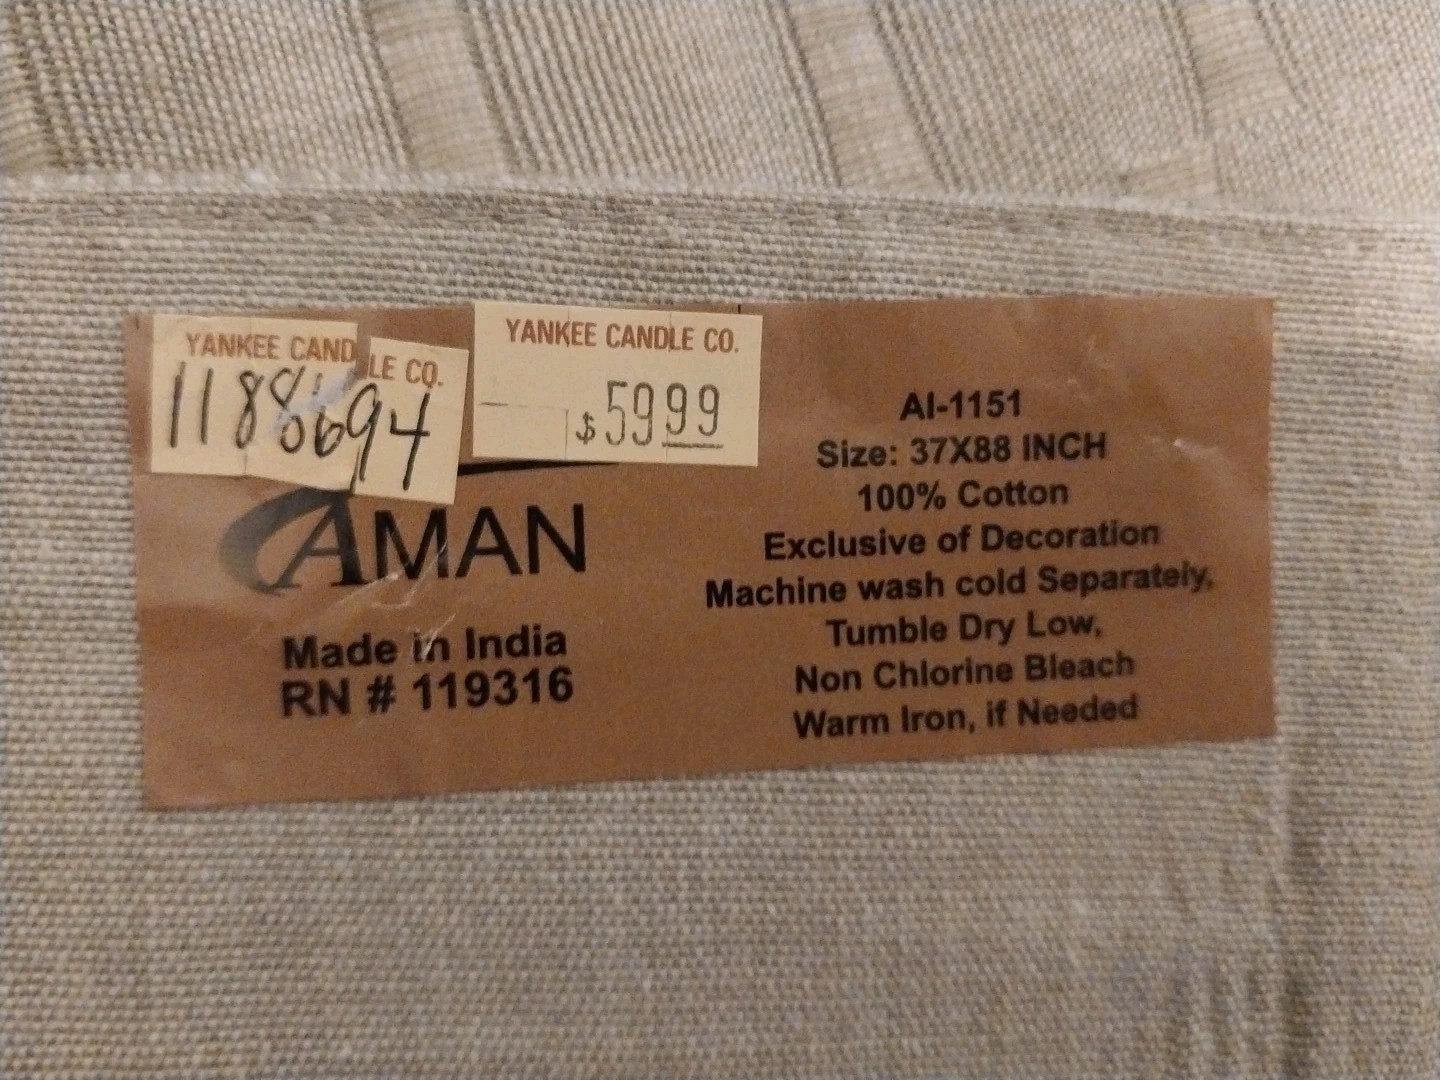 YANKEE CANDLE CO.
1188694
YANKEE CANDLE CO.
$5999
AMAN
Made in India
RN # 119316
AI-1151
Size: 37X88 INCH
100% Cotton
Exclusive of Decoration
Machine wash cold Separately,
Tumble Dry Low,
Non Chlorine Bleach
Warm Iron, if Needed